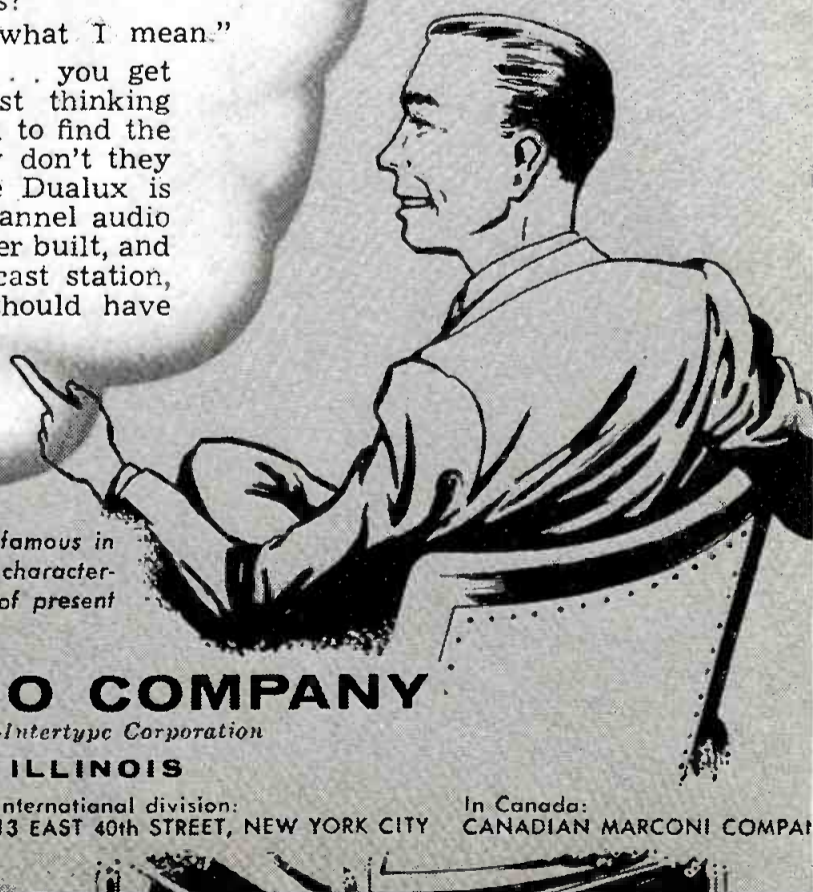 s?
what I mean."
. . you get
st thinking
to find the
don't they
Dualux is
annel audio
er built, and
cast station,
hould have
famous in
character-
of present
O COMPANY
-Intertype Corporation
ILLINOIS
nternational division:
13 EAST 40th STREET, NEW YORK CITY
In Canada:
CANADIAN MARCONI COMPAN